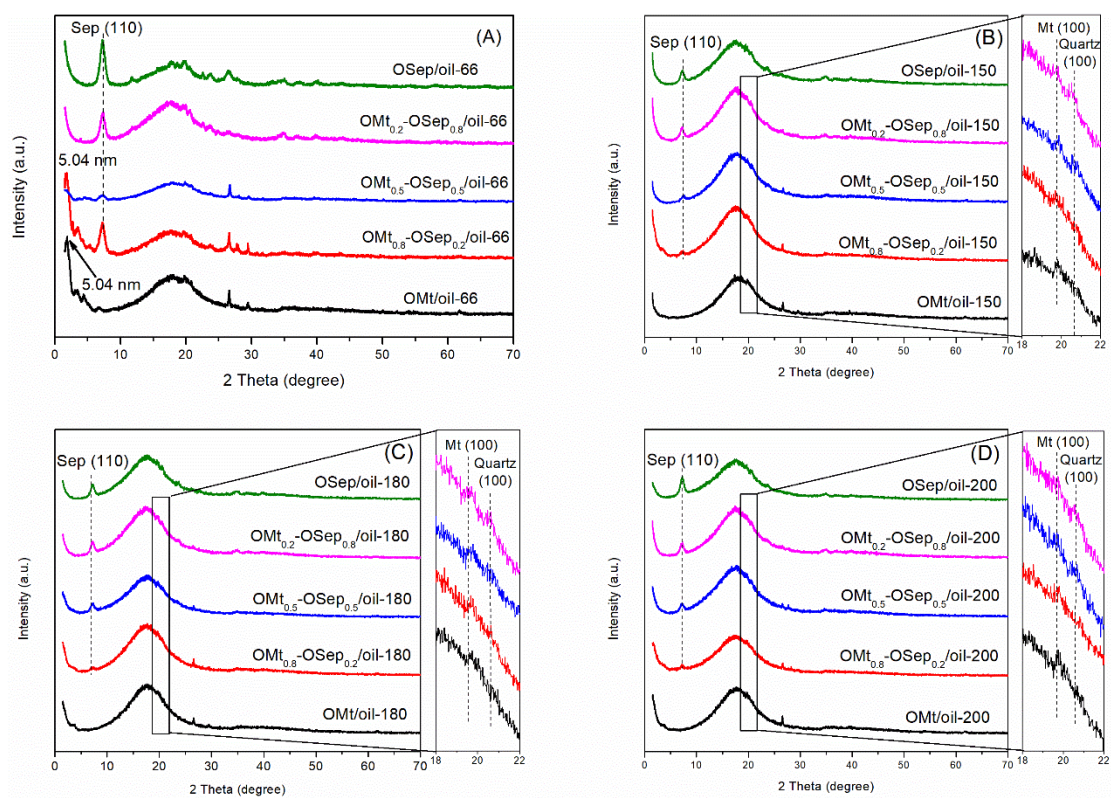 (A)
Sep (110)
OSep/oil-66
OMt0.2-OSep0.8/oil-66
5.04 nm
OMt0.5-OSep0.5/oil-66
OMt0.8-OSep0.2/oil-66
5.04 nm
OMt/oil-66
Intensity (a.u.)
0 10 20 30 40 50 60 70
2 Theta (degree)
(B)
Sep (110)
OSep/oil-150
OMt0.2-OSep0.8/oil-150
OMt0.5-OSep0.5/oil-150
OMt0.8-OSep0.2/oil-150
OMt/oil-150
Intensity (a.u.)
0 10 20 30 40 50 60 70
2 Theta (degree)
Mt (100)
Quartz
(100)
18 20 22
(C)
Sep (110)
OSep/oil-180
OMt0.2-OSep0.8/oil-180
OMt0.5-OSep0.5/oil-180
OMt0.8-OSep0.2/oil-180
OMt/oil-180
Intensity (a.u.)
0 10 20 30 40 50 60 70
2 Theta (degree)
Mt (100)
Quartz
(100)
18 20 22
(D)
Sep (110)
OSep/oil-200
OMt0.2-OSep0.8/oil-200
OMt0.5-OSep0.5/oil-200
OMt0.8-OSep0.2/oil-200
OMt/oil-200
Intensity (a.u.)
0 10 20 30 40 50 60 70
2 Theta (degree)
Mt (100)
Quartz
(100)
18 20 22